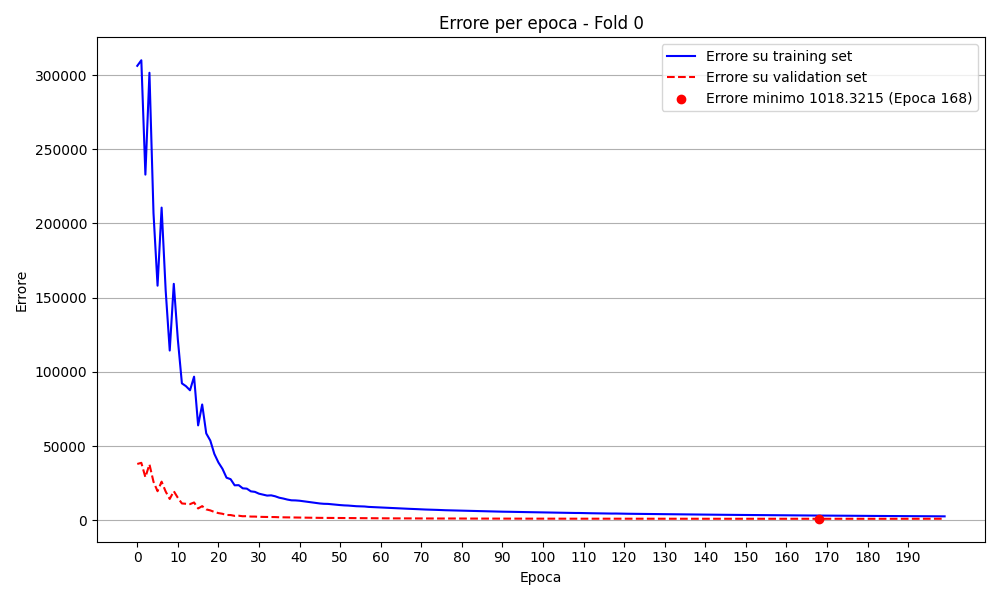 Errore per epoca - Fold 0
Errore su training set
Errore su validation set
Errore minimo 1018.3215 (Epoca 168)
Errore
300000
250000
200000
150000
100000
50000
0
0 10 20 30 40 50 60 70 80 90 100 110 120 130 140 150 160 170 180 190
Epoca